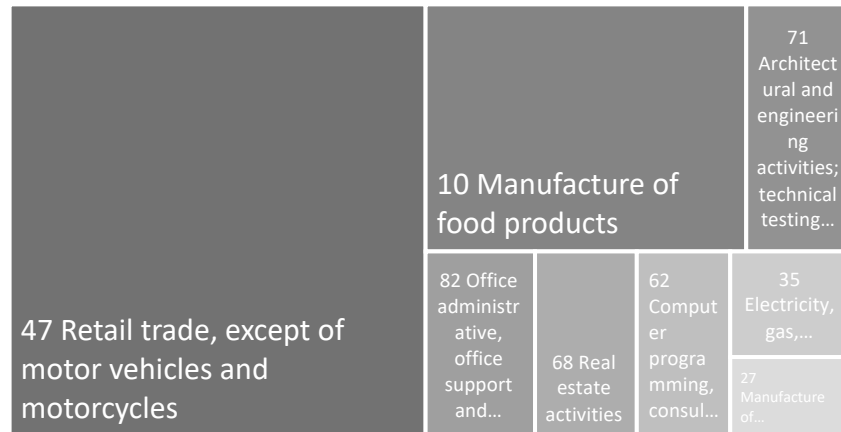 47 Retail trade, except of
motor vehicles and
motorcycles
10 Manufacture of
food products
71
Architect
ural and
engineeri
ng
activities;
technical
testing…
82 Office
administr
ative,
office
support
and…
68 Real
estate
activities
62
Comput
er
progra
mming,
consul…
35
Electricity,
gas,…
27
Manufacture
of…